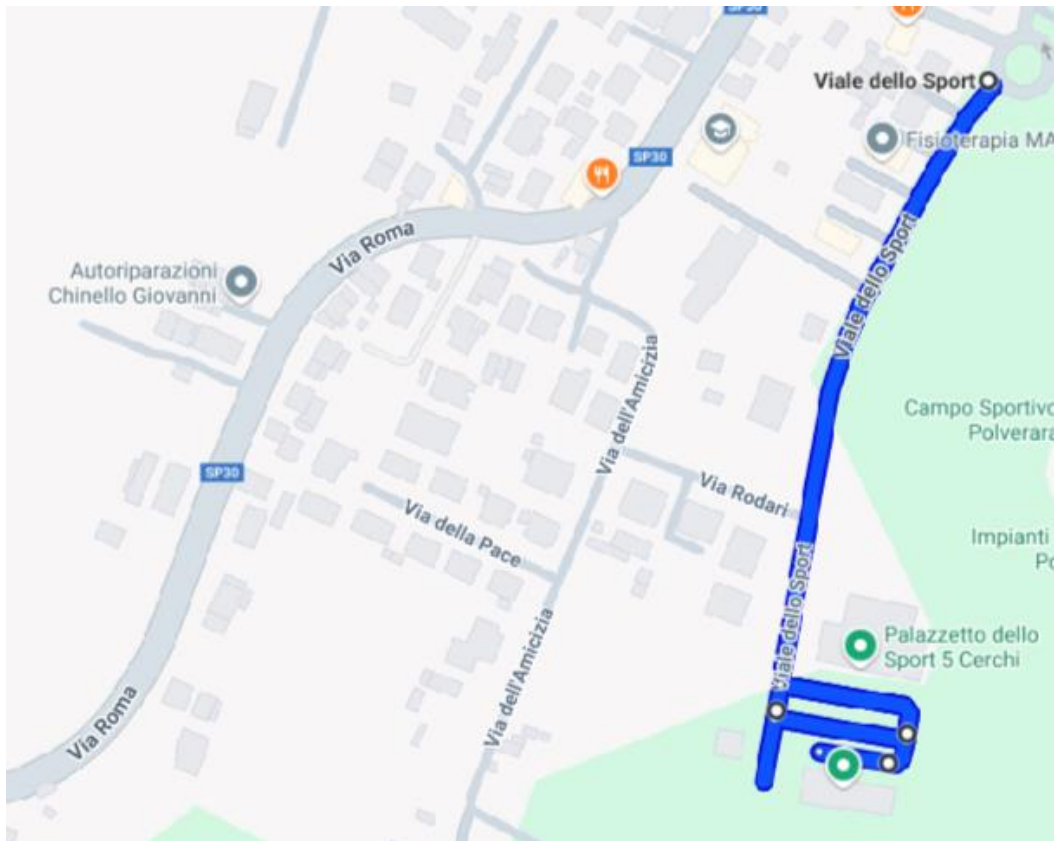 SP30
Viale dello Sport
Fisioterapia MA
SP30
Via Roma
Autoriparazioni
Chinello Giovanni
Viale dello Sport
Via dell'Amicizia
Campo Sportivo
Polverara
SP30
Via Rodari
Via della Pace
Impianti
Po
Viale dello Sport
Palazzetto dello
Sport 5 Cerchi
Via dell'Amicizia
Via Roma